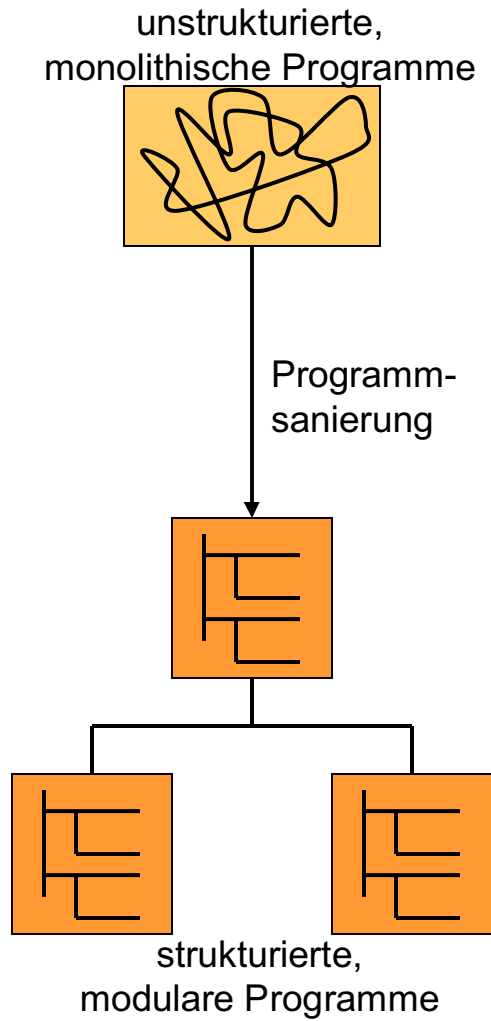 unstrukturierte,
monolithische Programme
Programm-
sanierung
strukturierte,
modulare Programme